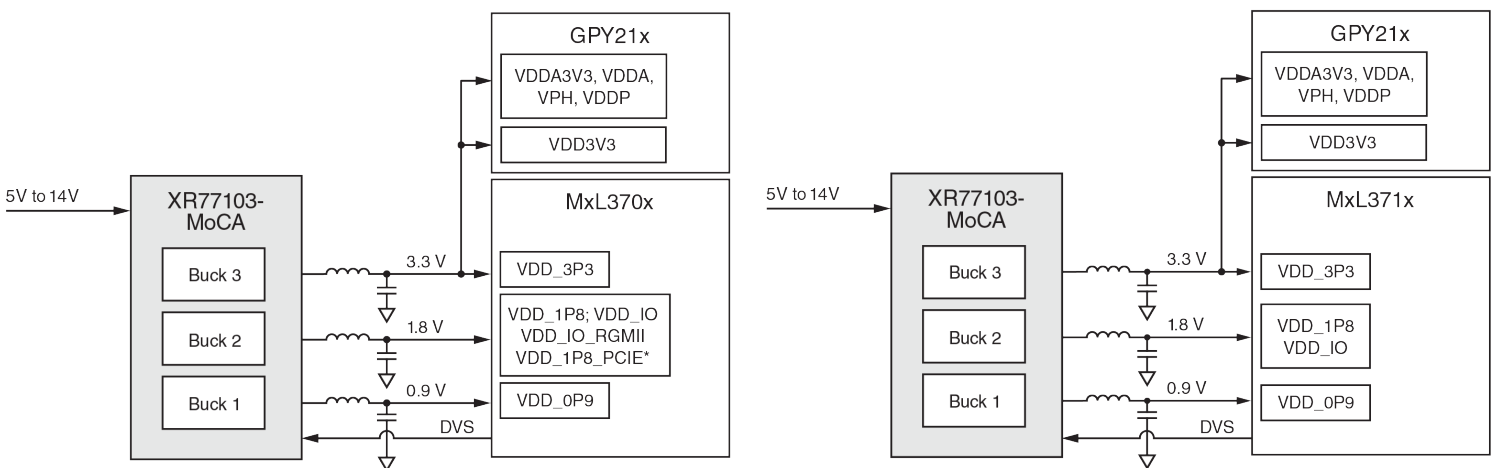 GPY21x
VDDA3V3, VDDA,
VPH, VDDP
VDD3V3
5V to 14V
XR77103-
MoCA
Buck 3
Buck 2
Buck 1
3.3 V
1.8 V
0.9 V
DVS
MxL370x
VDD_3P3
VDD_1P8; VDD_IO
VDD_IO_RGMII
VDD_1P8_PCIE*
VDD_0P9
GPY21x
VDDA3V3, VDDA,
VPH, VDDP
VDD3V3
5V to 14V
XR77103-
MoCA
Buck 3
Buck 2
Buck 1
3.3 V
1.8 V
0.9 V
DVS
MxL371x
VDD_3P3
VDD_1P8
VDD_IO
VDD_0P9